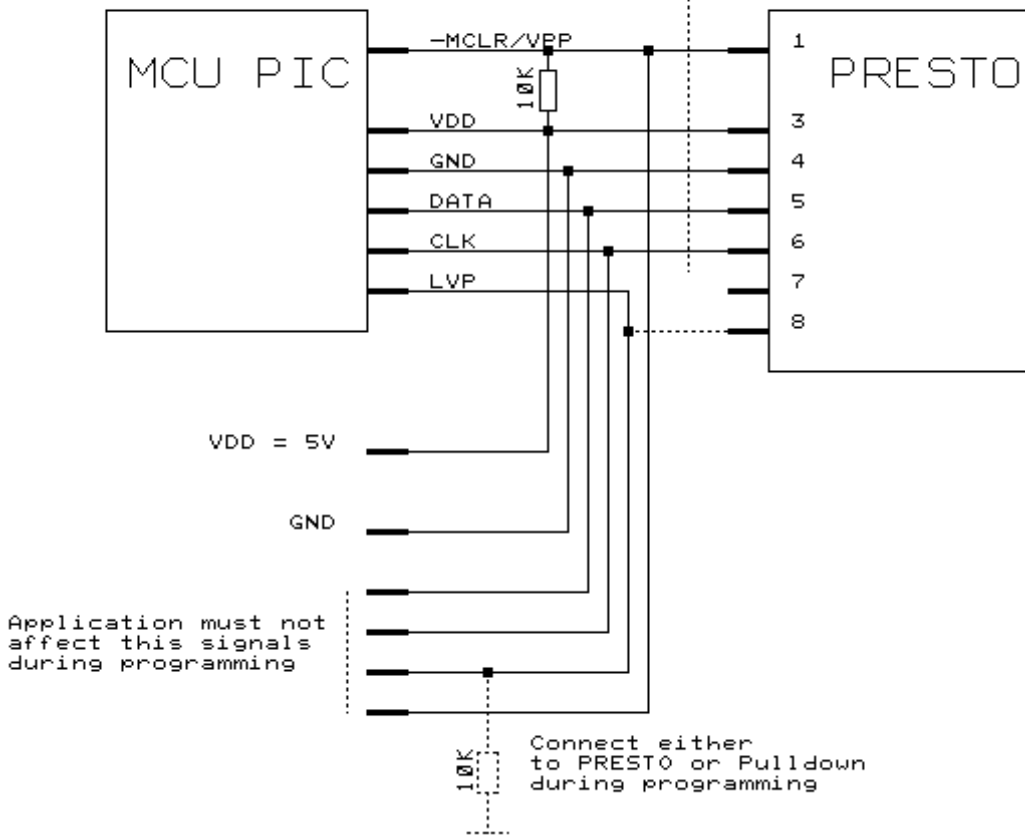 MCU PIC
-MCLR/VPP
10K
VDD
GND
DATA
CLK
LVP
PRESTO
1
3
4
5
6
7
8
VDD = 5V
GND
Application must not
affect this signals
during programming
10K
Connect either
to PRESTO or Pulldown
during programming